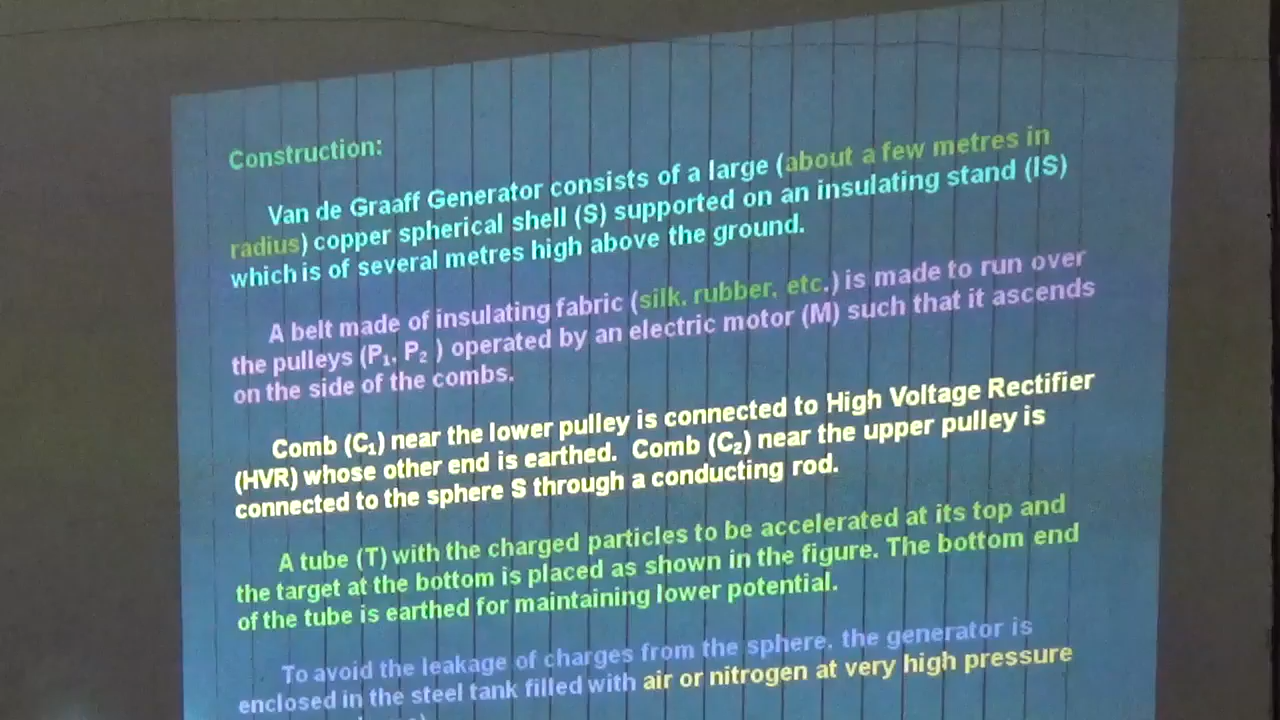 Construction:
Van de Graaff Generator consists of a large (about a few metres in
radius) copper spherical shell (S) supported on an insulating stand (IS)
which is of several metres high above the ground.
A belt made of insulating fabric (silk, rubber, etc.) is made to run over
the pulleys (P₁, P₂ ) operated by an electric motor (M) such that it ascends
on the side of the combs.
Comb (C₁) near the lower pulley is connected to High Voltage Rectifier
(HVR) whose other end is earthed. Comb (C₂) near the upper pulley is
connected to the sphere S through a conducting rod.
A tube (T) with the charged particles to be accelerated at its top and
the target at the bottom is placed as shown in the figure. The bottom end
of the tube is earthed for maintaining lower potential.
To avoid the leakage of charges from the sphere, the generator is
enclosed in the steel tank filled with air or nitrogen at very high pressure